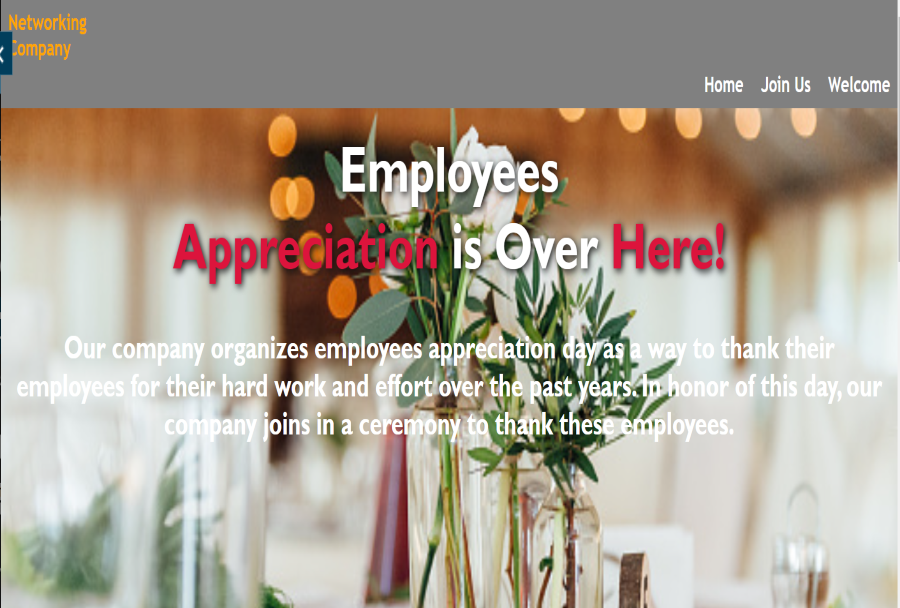 Networking
Company
Home Join Us Welcome
Employees
Appreciation is Over Here!
Our company organizes employees appreciation day as a way to thank their
employees for their hard work and effort over the past years. In honor of this day, our
company joins in a ceremony to thank these employees.